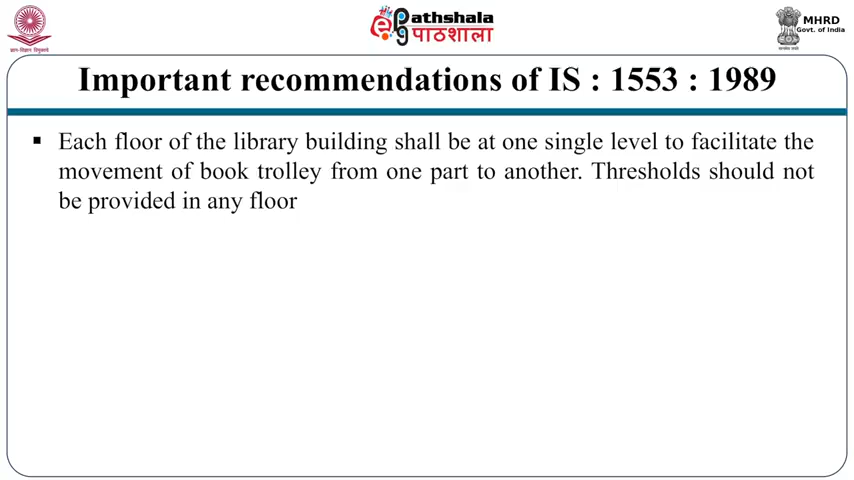 ज्ञान-विज्ञान विमुक्तये
ePathshala
पाठशाला
MHRD
Govt. of India
Important recommendations of IS : 1553 : 1989
▪ Each floor of the library building shall be at one single level to facilitate the
movement of book trolley from one part to another. Thresholds should not
be provided in any floor